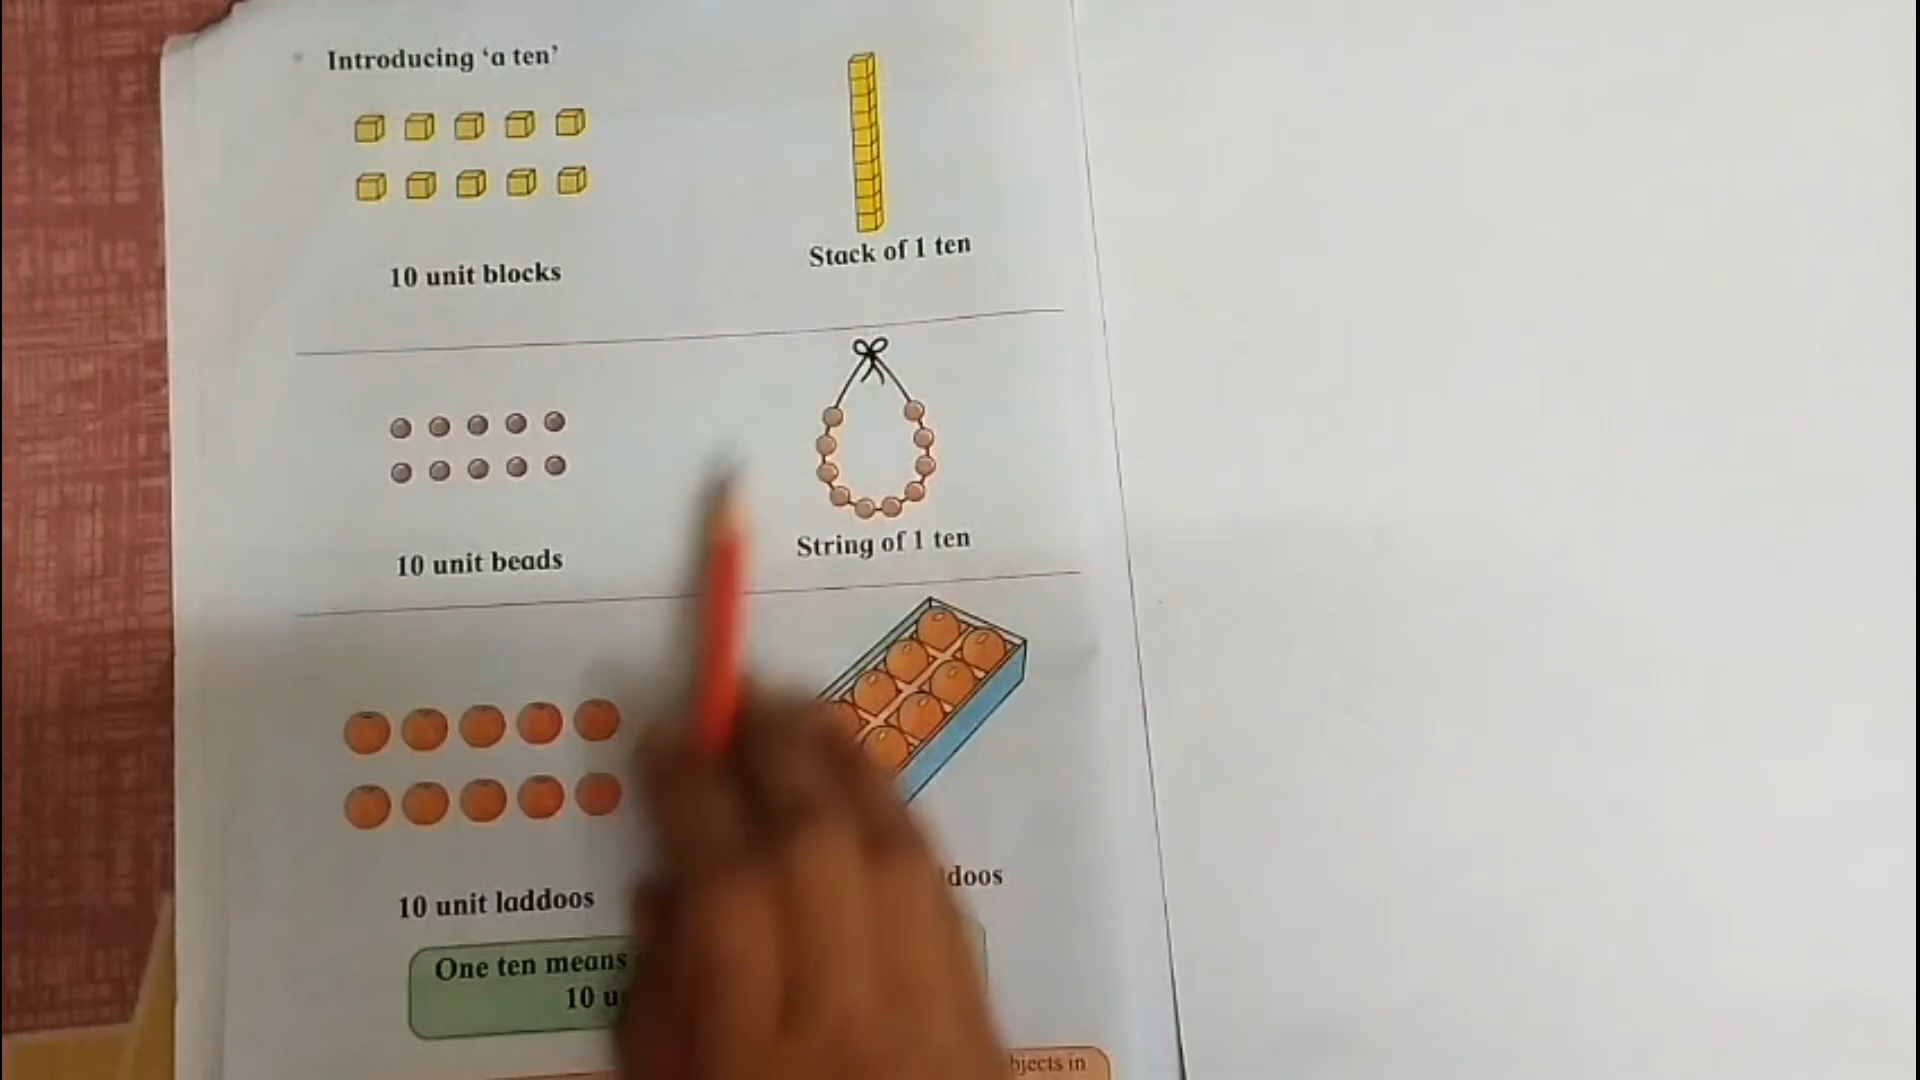 Introducing ‘a ten’
10 unit blocks
Stack of 1 ten
10 unit beads
String of 1 ten
10 unit laddoos
One ten means
10
bjects in